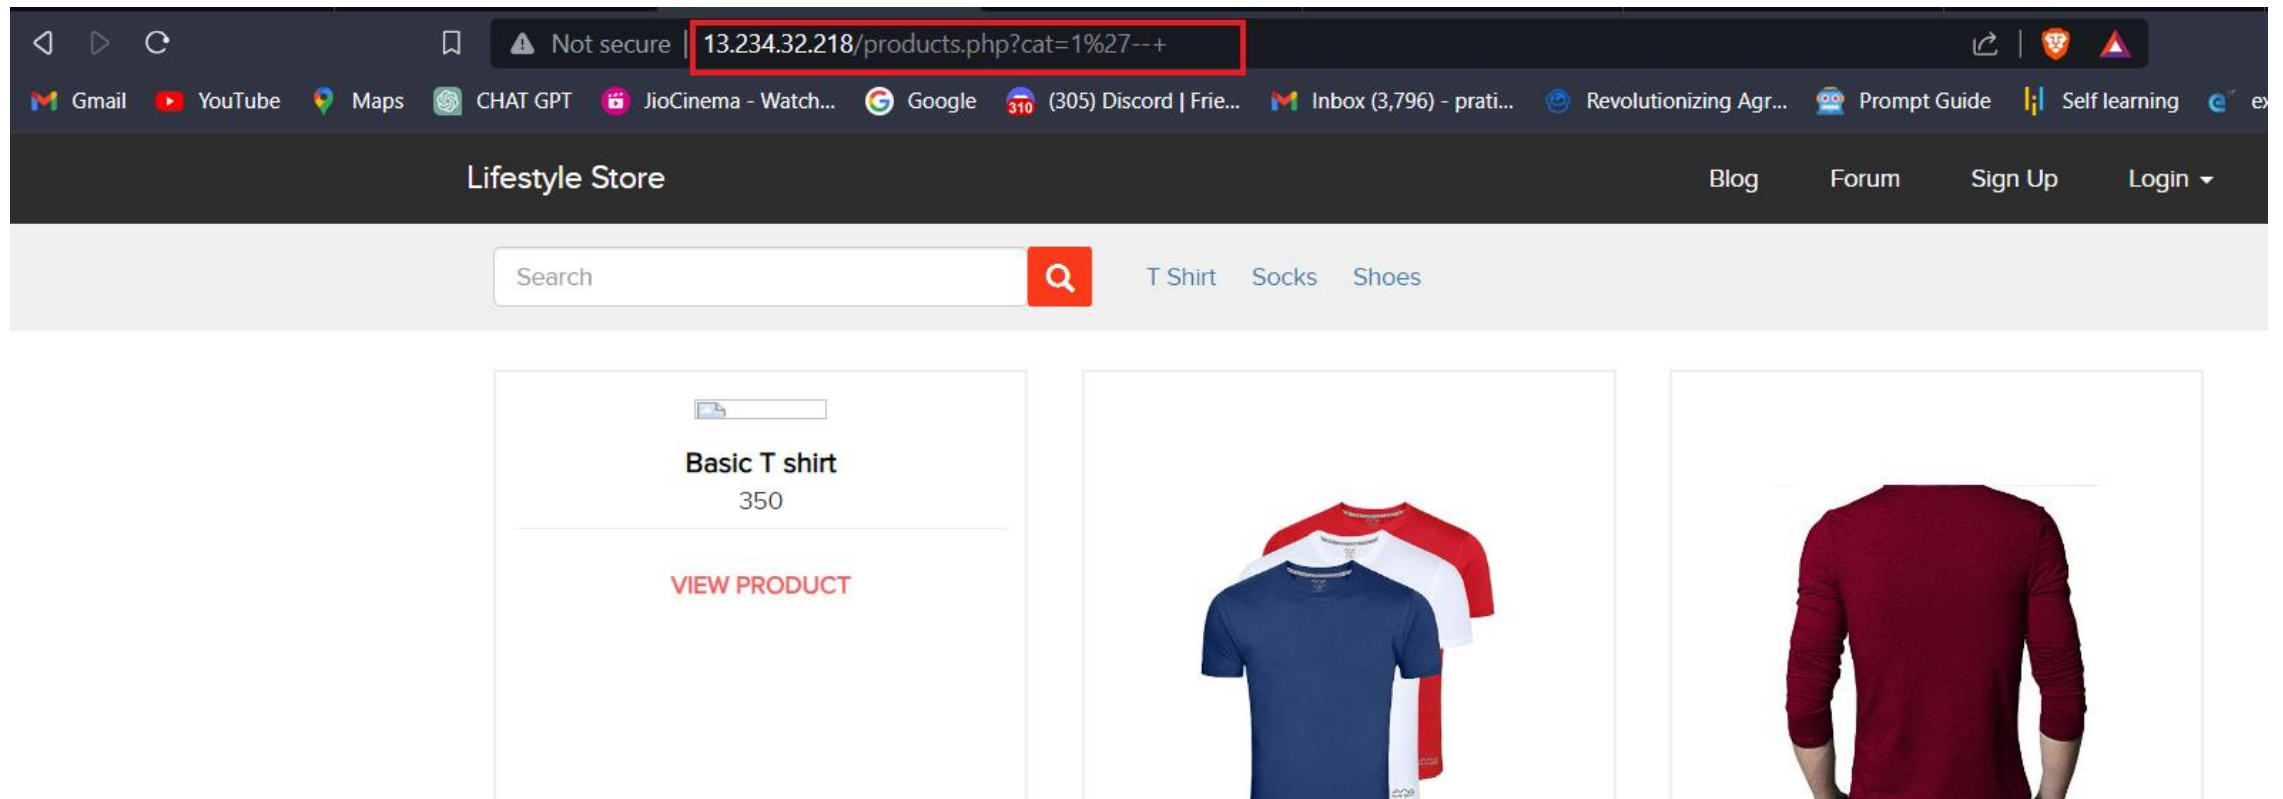 Not secure | 13.234.32.218/products.php?cat=1%27--+
Gmail YouTube Maps CHAT GPT JioCinema - Watch... Google 310 (305) Discord | Frie... Inbox (3,796) - prati... Revolutionizing Agr... Prompt Guide Self learning ex
Lifestyle Store Blog Forum Sign Up Login
Search T Shirt Socks Shoes
Basic T shirt
350
VIEW PRODUCT